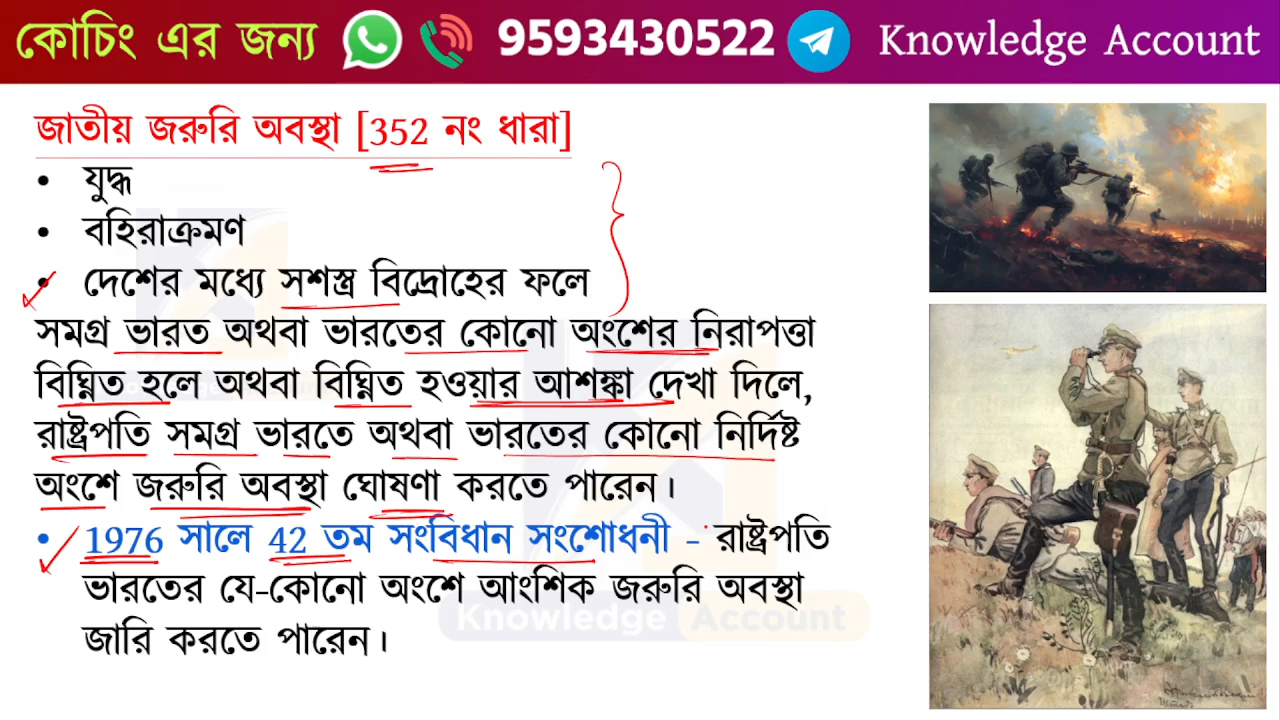 কোচিং এর জন্য 9593430522 Knowledge Account
জাতীয় জরুরি অবস্থা [352 নং ধারা]
• যুদ্ধ
• বহিরাক্রমণ
• দেশের মধ্যে সশস্ত্র বিদ্রোহের ফলে
সমগ্র ভারত অথবা ভারতের কোনো অংশের নিরাপত্তা
বিঘ্নিত হলে অথবা বিঘ্নিত হওয়ার আশঙ্কা দেখা দিলে,
রাষ্ট্রপতি সমগ্র ভারতে অথবা ভারতের কোনো নির্দিষ্ট
অংশে জরুরি অবস্থা ঘোষণা করতে পারেন।
• 1976 সালে 42 তম সংবিধান সংশোধনী - রাষ্ট্রপতি
ভারতের যে-কোনো অংশে আংশিক জরুরি অবস্থা
জারি করতে পারেন।
Knowledge Account